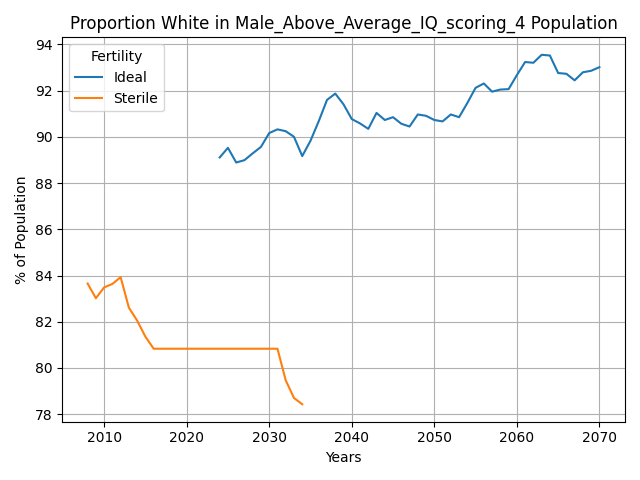 Proportion White in Male_Above_Average_IQ_scoring_4 Population
Fertility
Ideal
Sterile
% of Population
94
92
90
88
86
84
82
80
78
2010 2020 2030 2040 2050 2060 2070
Years